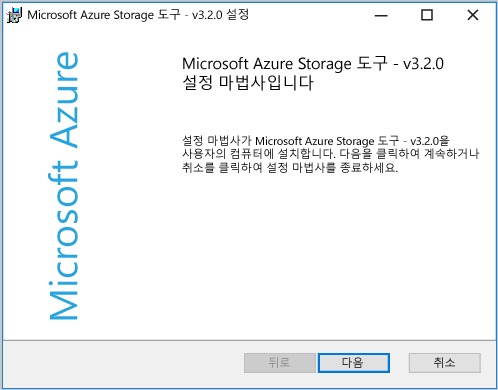 Microsoft Azure Storage 도구 - v3.2.0 설정
Microsoft Azure
Microsoft Azure Storage 도구 - v3.2.0
설정 마법사입니다
설정 마법사가 Microsoft Azure Storage 도구 - v3.2.0을
사용자의 컴퓨터에 설치합니다. 다음을 클릭하여 계속하거나
취소를 클릭하여 설정 마법사를 종료하세요.
뒤로
다음
취소